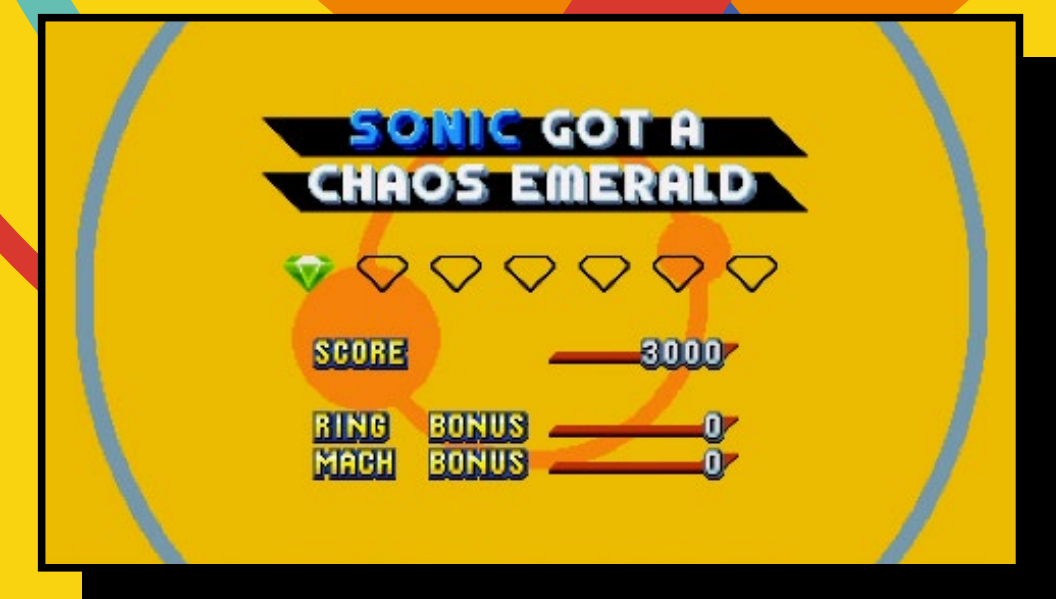 SONIC GOT A
CHAOS EMERALD
SCORE 3000
RING BONUS 0
MACH BONUS 0